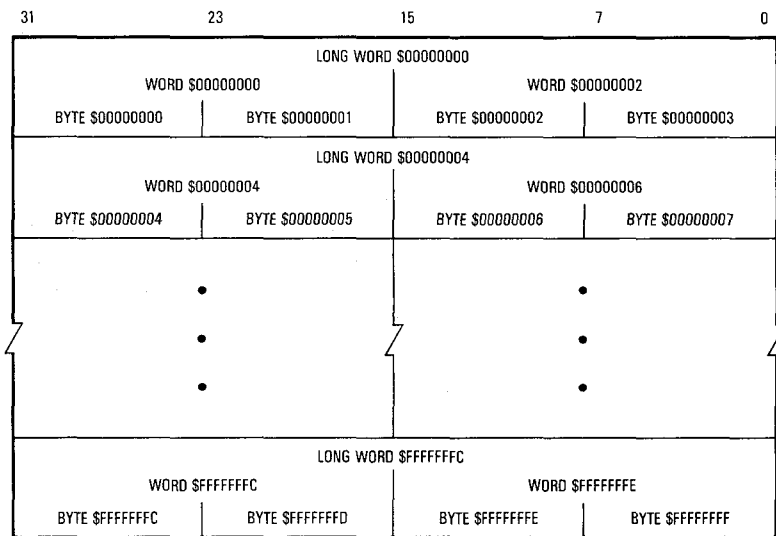 31 23 15 7 0
LONG WORD $00000000
WORD $00000000 WORD $00000002
BYTE $00000000 BYTE $00000001 BYTE $00000002 BYTE $00000003
LONG WORD $00000004
WORD $00000004 WORD $00000006
BYTE $00000004 BYTE $00000005 BYTE $00000006 BYTE $00000007
LONG WORD $FFFFFFFC
WORD $FFFFFFFC WORD $FFFFFFFE
BYTE $FFFFFFFC BYTE $FFFFFFFD BYTE $FFFFFFFE BYTE $FFFFFFFF